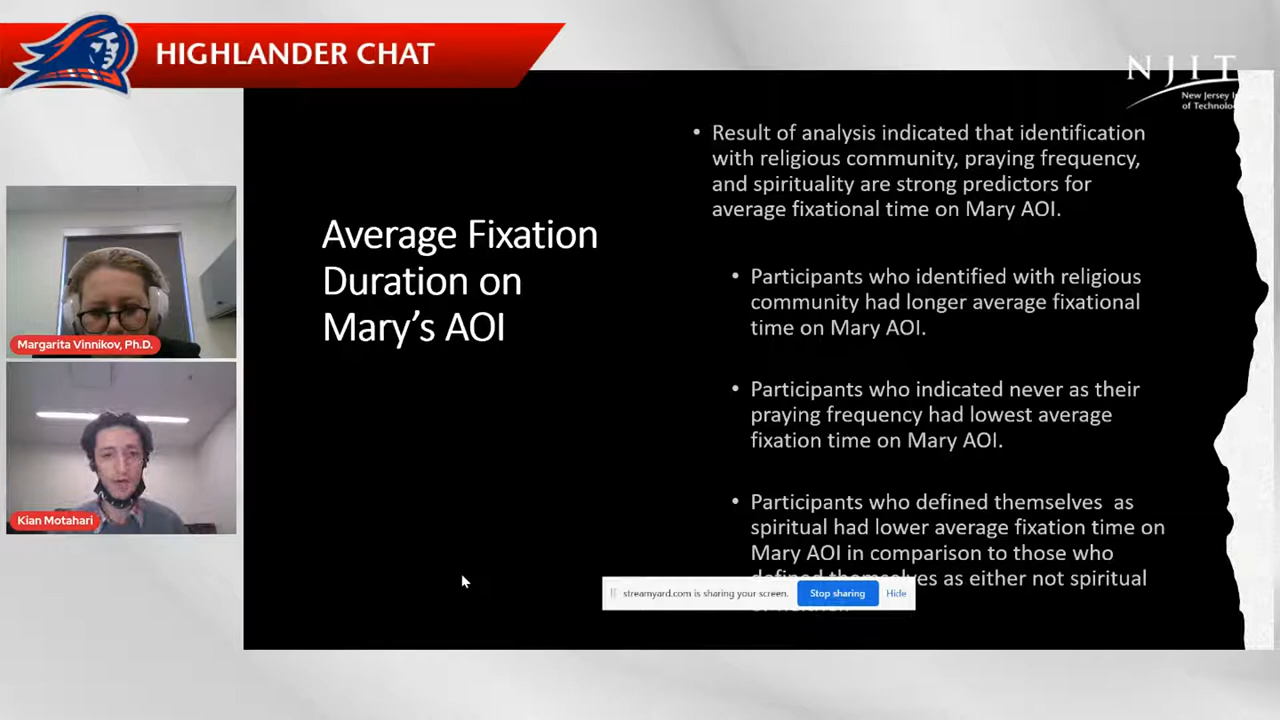 HIGHLANDER CHAT
NJIT
New Jersey
of Technolo
Average Fixation
Duration on
Mary's AOI
• Result of analysis indicated that identification
with religious community, praying frequency,
and spirituality are strong predictors for
average fixational time on Mary AOI.
• Participants who identified with religious
community had longer average fixational
time on Mary AOI.
• Participants who indicated never as their
praying frequency had lowest average
fixation time on Mary AOI.
• Participants who defined themselves as
spiritual had lower average fixation time on
Mary AOI in comparison to those who
defined themselves as either not spiritual
streamyard.com is sharing your screen.
Stop sharing
Hide
Margarita Vinnikov, Ph.D.
Kian Motahari